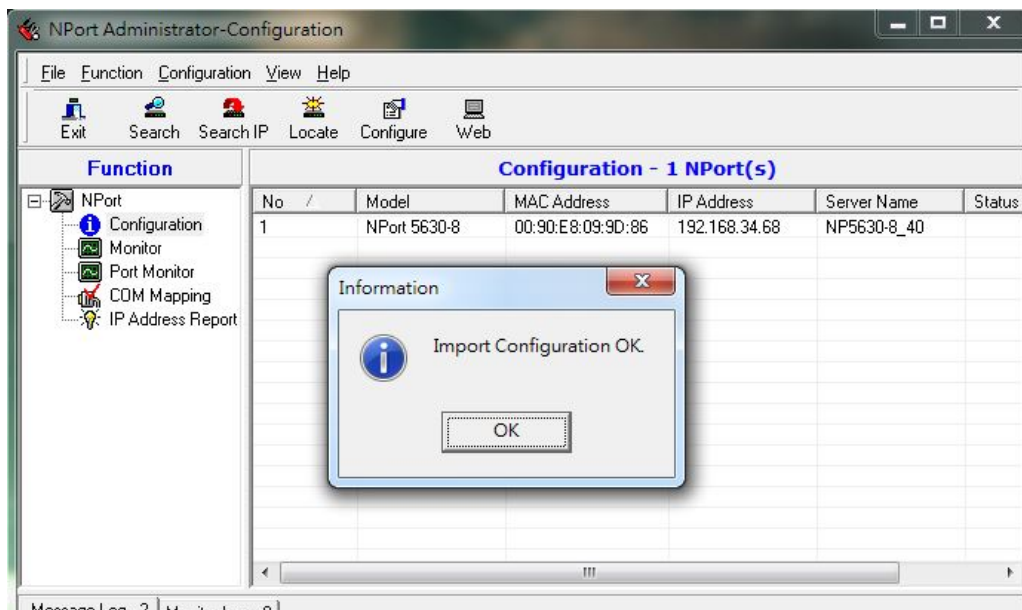 NPort Administrator-Configuration
File Function Configuration View Help
Exit Search Search IP Locate Configure Web
Function
Configuration - 1 NPort(s)
NPort
Configuration
Monitor
Port Monitor
COM Mapping
IP Address Report
No Model MAC Address IP Address Server Name Status
1 NPort 5630-8 00:90:E8:09:9D:86 192.168.34.68 NP5630-8_40
Information
Import Configuration OK.
OK